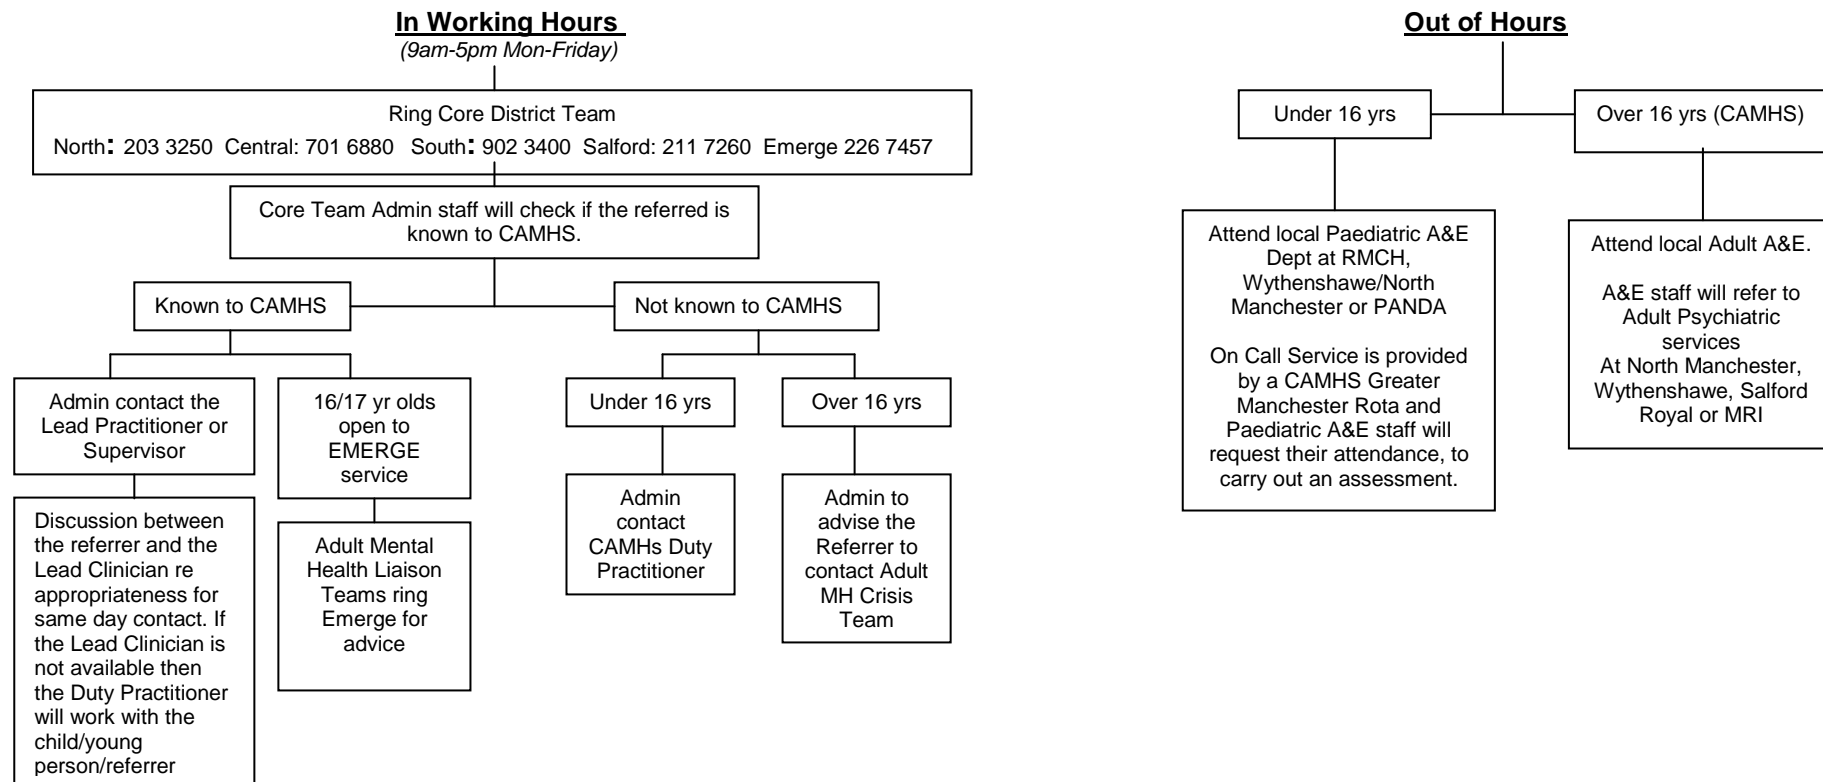 In Working Hours
(9am-5pm Mon-Friday)
Ring Core District Team
North: 203 3250 Central: 701 6880 South: 902 3400 Salford: 211 7260 Emerge 226 7457
Core Team Admin staff will check if the referred is
known to CAMHS.
Known to CAMHS
Not known to CAMHS
Admin contact the
Lead Practitioner or
Supervisor
16/17 yr olds
open to
EMERGE
service
Under 16 yrs
Over 16 yrs
Discussion between
the referrer and the
Lead Clinician re
appropriateness for
same day contact. If
the Lead Clinician is
not available then
the Duty Practitioner
will work with the
child/young
person/referrer
Adult Mental
Health Liaison
Teams ring
Emerge for
advice
Admin
contact
CAMHs Duty
Practitioner
Admin to
advise the
Referrer to
contact Adult
MH Crisis
Team
Out of Hours
Under 16 yrs
Over 16 yrs (CAMHS)
Attend local Paediatric A&E
Dept at RMCH,
Wythenshawe/North
Manchester or PANDA
On Call Service is provided
by a CAMHS Greater
Manchester Rota and
Paediatric A&E staff will
request their attendance, to
carry out an assessment.
Attend local Adult A&E.
A&E staff will refer to
Adult Psychiatric
services
At North Manchester,
Wythenshawe, Salford
Royal or MRI